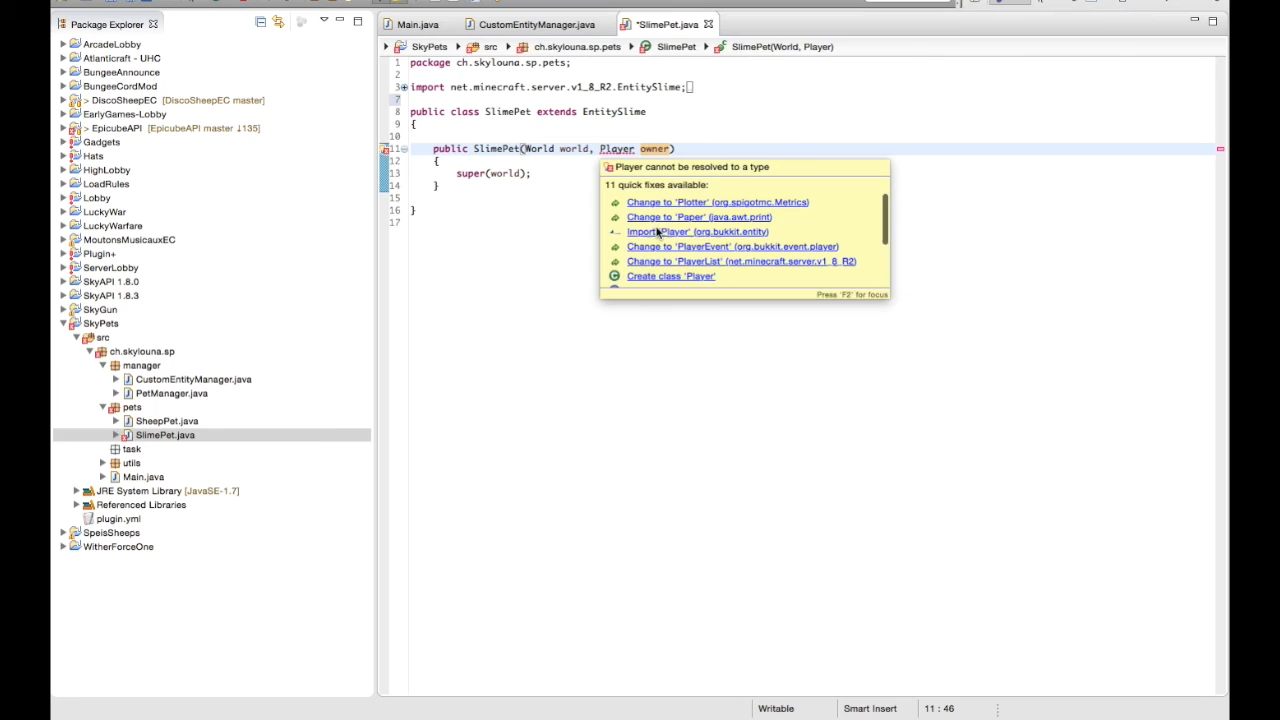 Package Explorer
Main.java
CustomEntityManager.java
*SlimePet.java
ArcadeLobby
Atlanticraft - UHC
BungeeAnnounce
BungeeCordMod
> DiscoSheepEC [DiscoSheepEC master]
EarlyGames-Lobby
> EpicubeAPI [EpicubeAPI master ↓135]
Gadgets
Hats
HighLobby
LoadRules
Lobby
LuckyWar
LuckyWarfare
MoutonsMusicauxEC
Plugin+
ServerLobby
SkyAPI 1.8.0
SkyAPI 1.8.3
SkyGun
SkyPets
src
ch.skylouna.sp
manager
CustomEntityManager.java
PetManager.java
pets
SheepPet.java
SlimePet.java
task
utils
Main.java
JRE System Library [JavaSE-1.7]
Referenced Libraries
plugin.yml
SpeisSheeps
WitherForceOne
SkyPets src ch.skylouna.sp.pets SlimePet SlimePet(World, Player)
1 package ch.skylouna.sp.pets;
2
3 import net.minecraft.server.v1_8_R2.EntitySlime;
7
8 public class SlimePet extends EntitySlime
9 {
10
11 public SlimePet(World world, Player owner)
12 {
13 super(world);
14 }
15
16 }
17
Player cannot be resolved to a type
11 quick fixes available:
Change to 'Plotter' (org.spigotmc.Metrics)
Change to 'Paper' (java.awt.print)
Import 'Player' (org.bukkit.entity)
Change to 'PlayerEvent' (org.bukkit.event.player)
Change to 'PlayerList' (net.minecraft.server.v1_8_R2)
Create class 'Player'
Press 'F2' for focus
Writable
Smart Insert
11 : 46